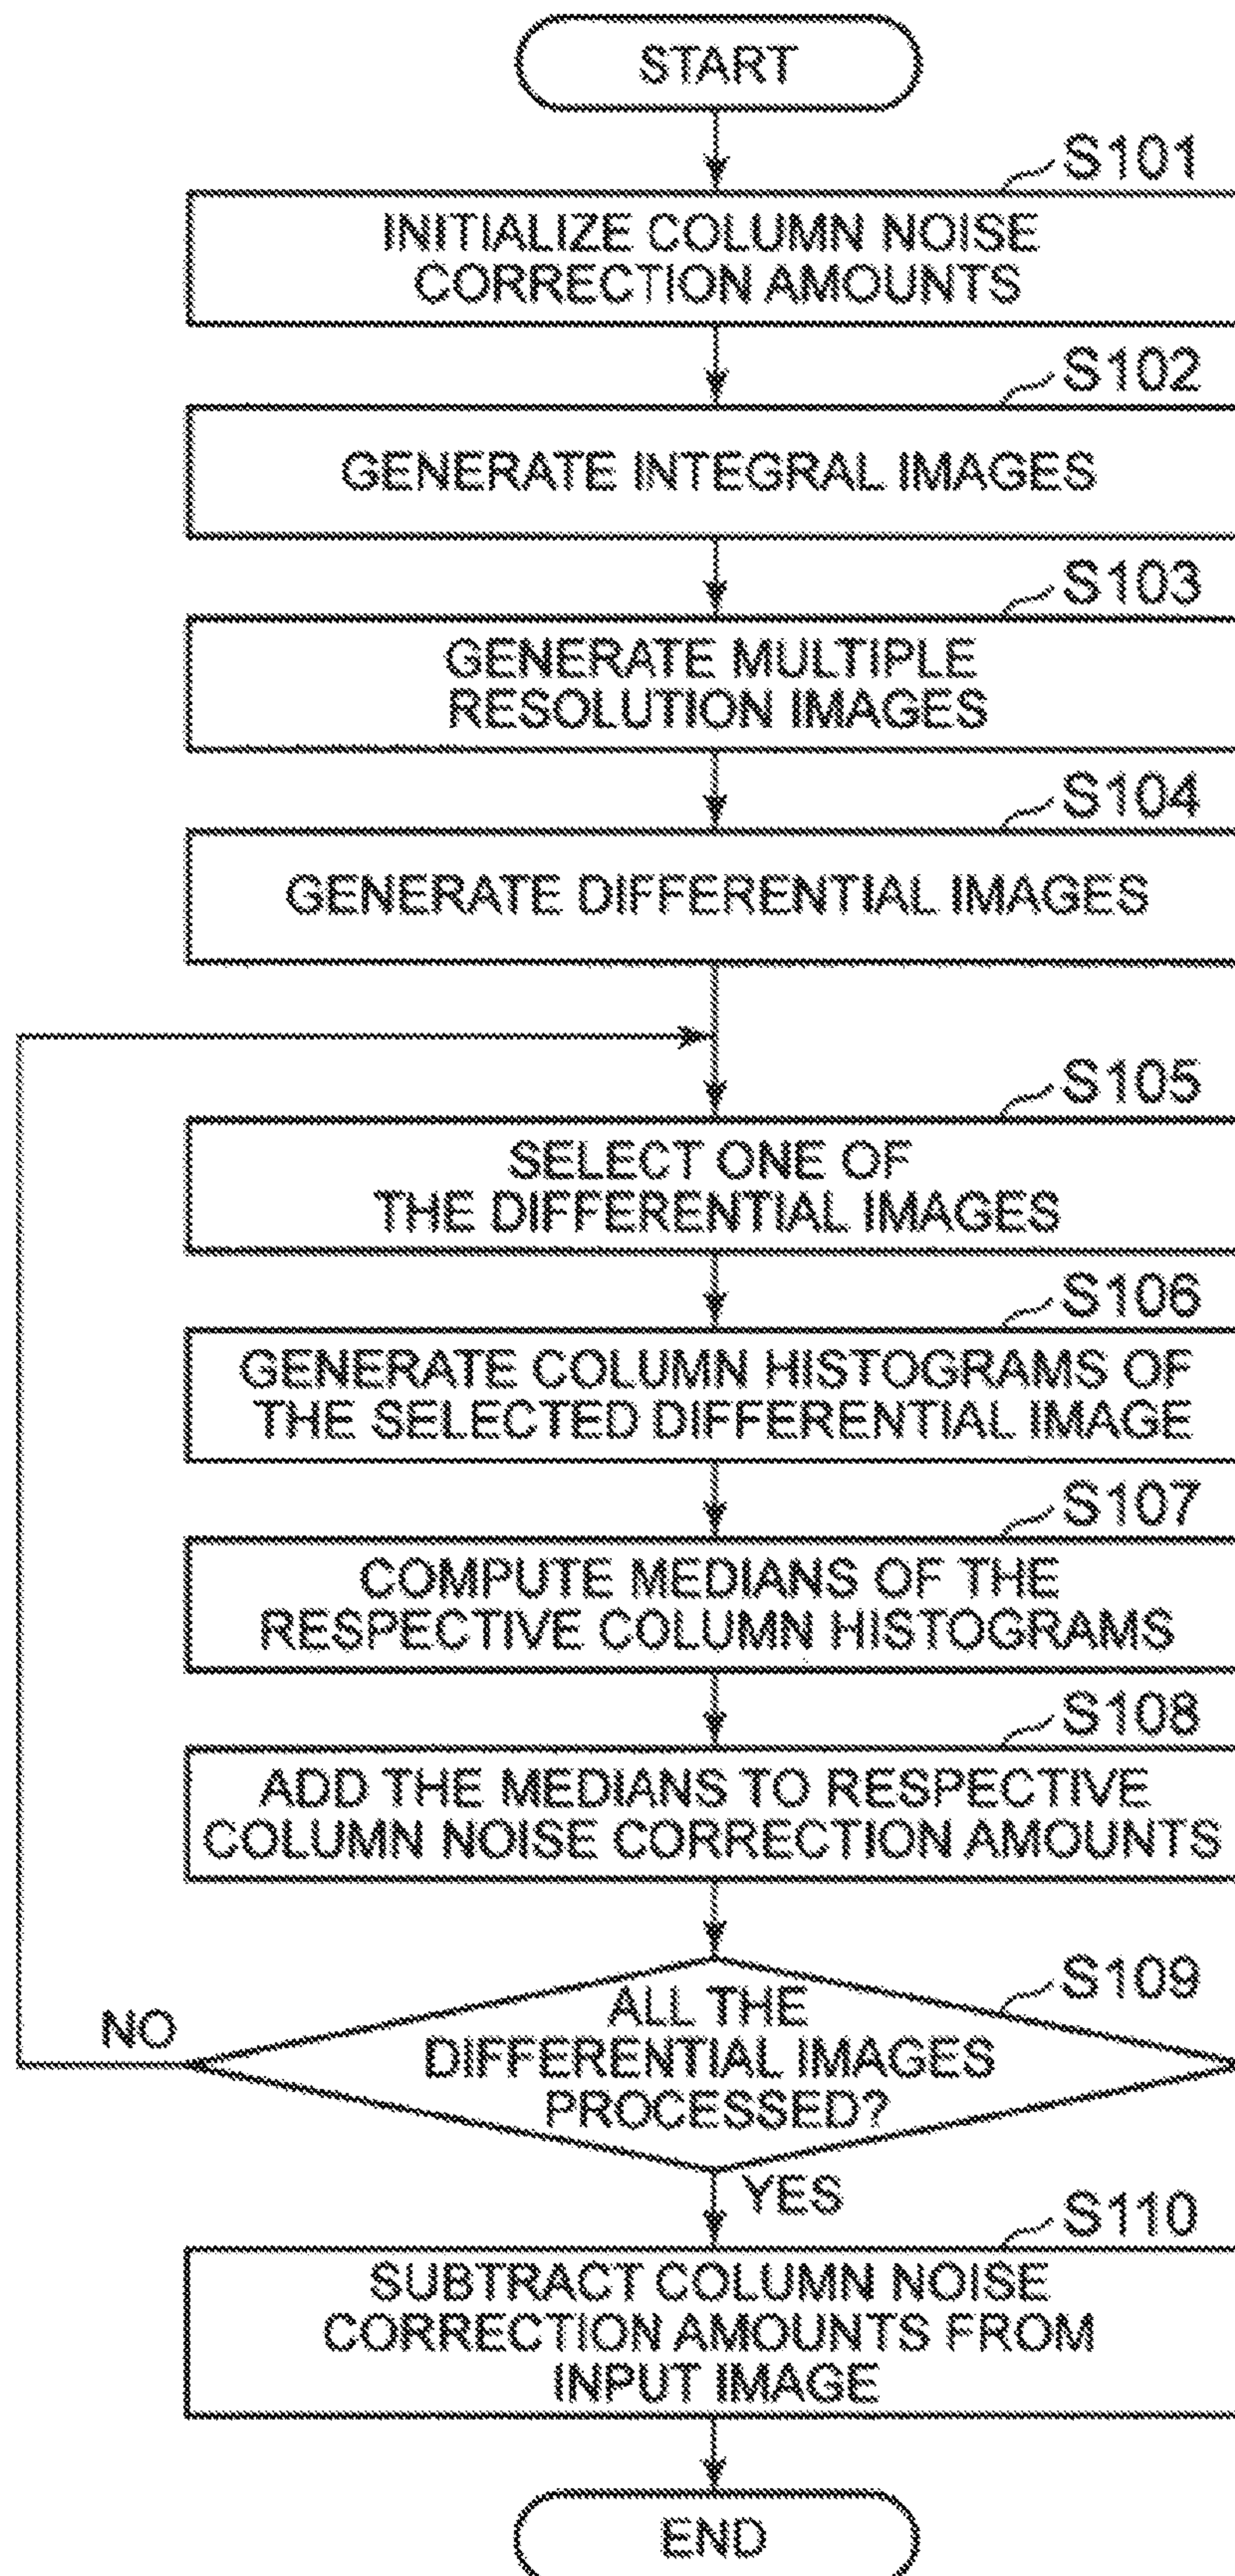 START
S101
INITIALIZE COLUMN NOISE
CORRECTION AMOUNTS
S102
GENERATE INTEGRAL IMAGES
S103
GENERATE MULTIPLE
RESOLUTION IMAGES
S104
GENERATE DIFFERENTIAL IMAGES
S105
SELECT ONE OF
THE DIFFERENTIAL IMAGES
S106
GENERATE COLUMN HISTOGRAMS OF
THE SELECTED DIFFERENTIAL IMAGE
S107
COMPUTE MEDIANS OF THE
RESPECTIVE COLUMN HISTOGRAMS
S108
ADD THE MEDIANS TO RESPECTIVE
COLUMN NOISE CORRECTION AMOUNTS
S109
ALL THE
DIFFERENTIAL IMAGES
PROCESSED?
NO
YES
S110
SUBTRACT COLUMN NOISE
CORRECTION AMOUNTS FROM
INPUT IMAGE
END